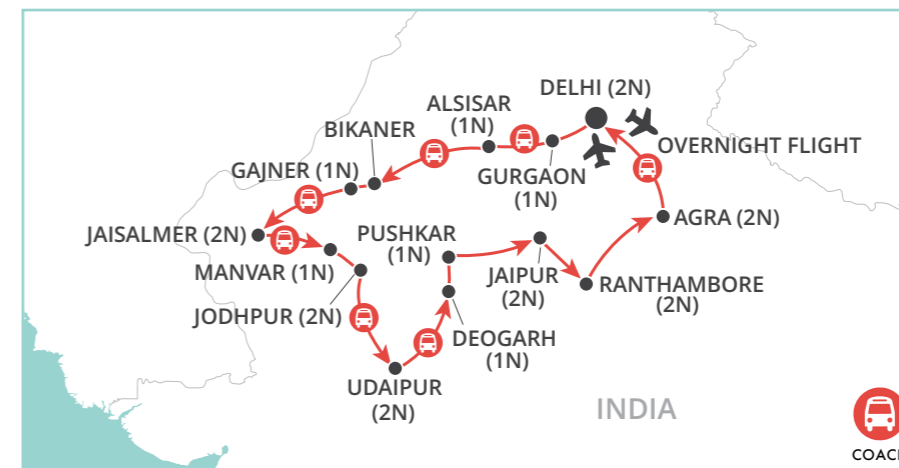 DELHI (2N)
ALSISAR
(1N)
BIKANER
OVERNIGHT FLIGHT
GAJNER (1N)
GURGAON
(1N)
AGRA (2N)
JAISALMER (2N)
PUSHKAR
(1N)
MANVAR (1N)
JAIPUR
(2N)
RANTHAMBORE
(2N)
JODHPUR (2N)
DEOGARH
(1N)
UDAIPUR
(2N)
INDIA
COACH